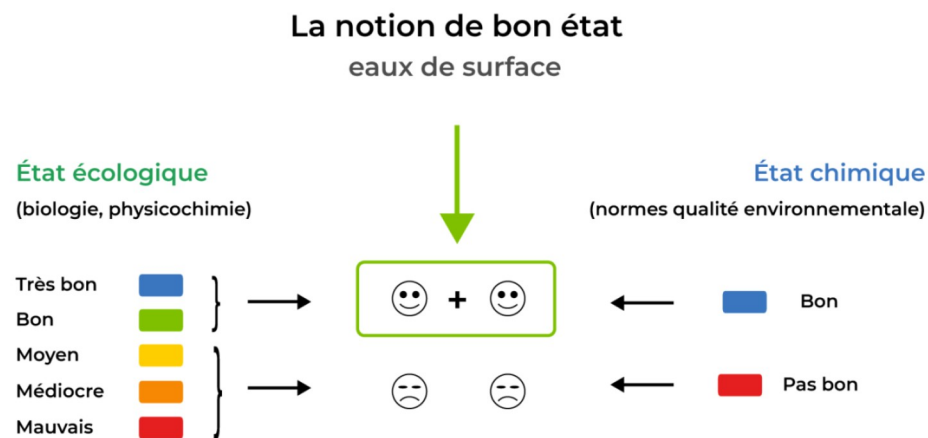 La notion de bon état
eaux de surface
État écologique
(biologie, physicochimie)
État chimique
(normes qualité environnementale)
Très bon
Bon
Moyen
Médiocre
Mauvais
+
Bon
Pas bon